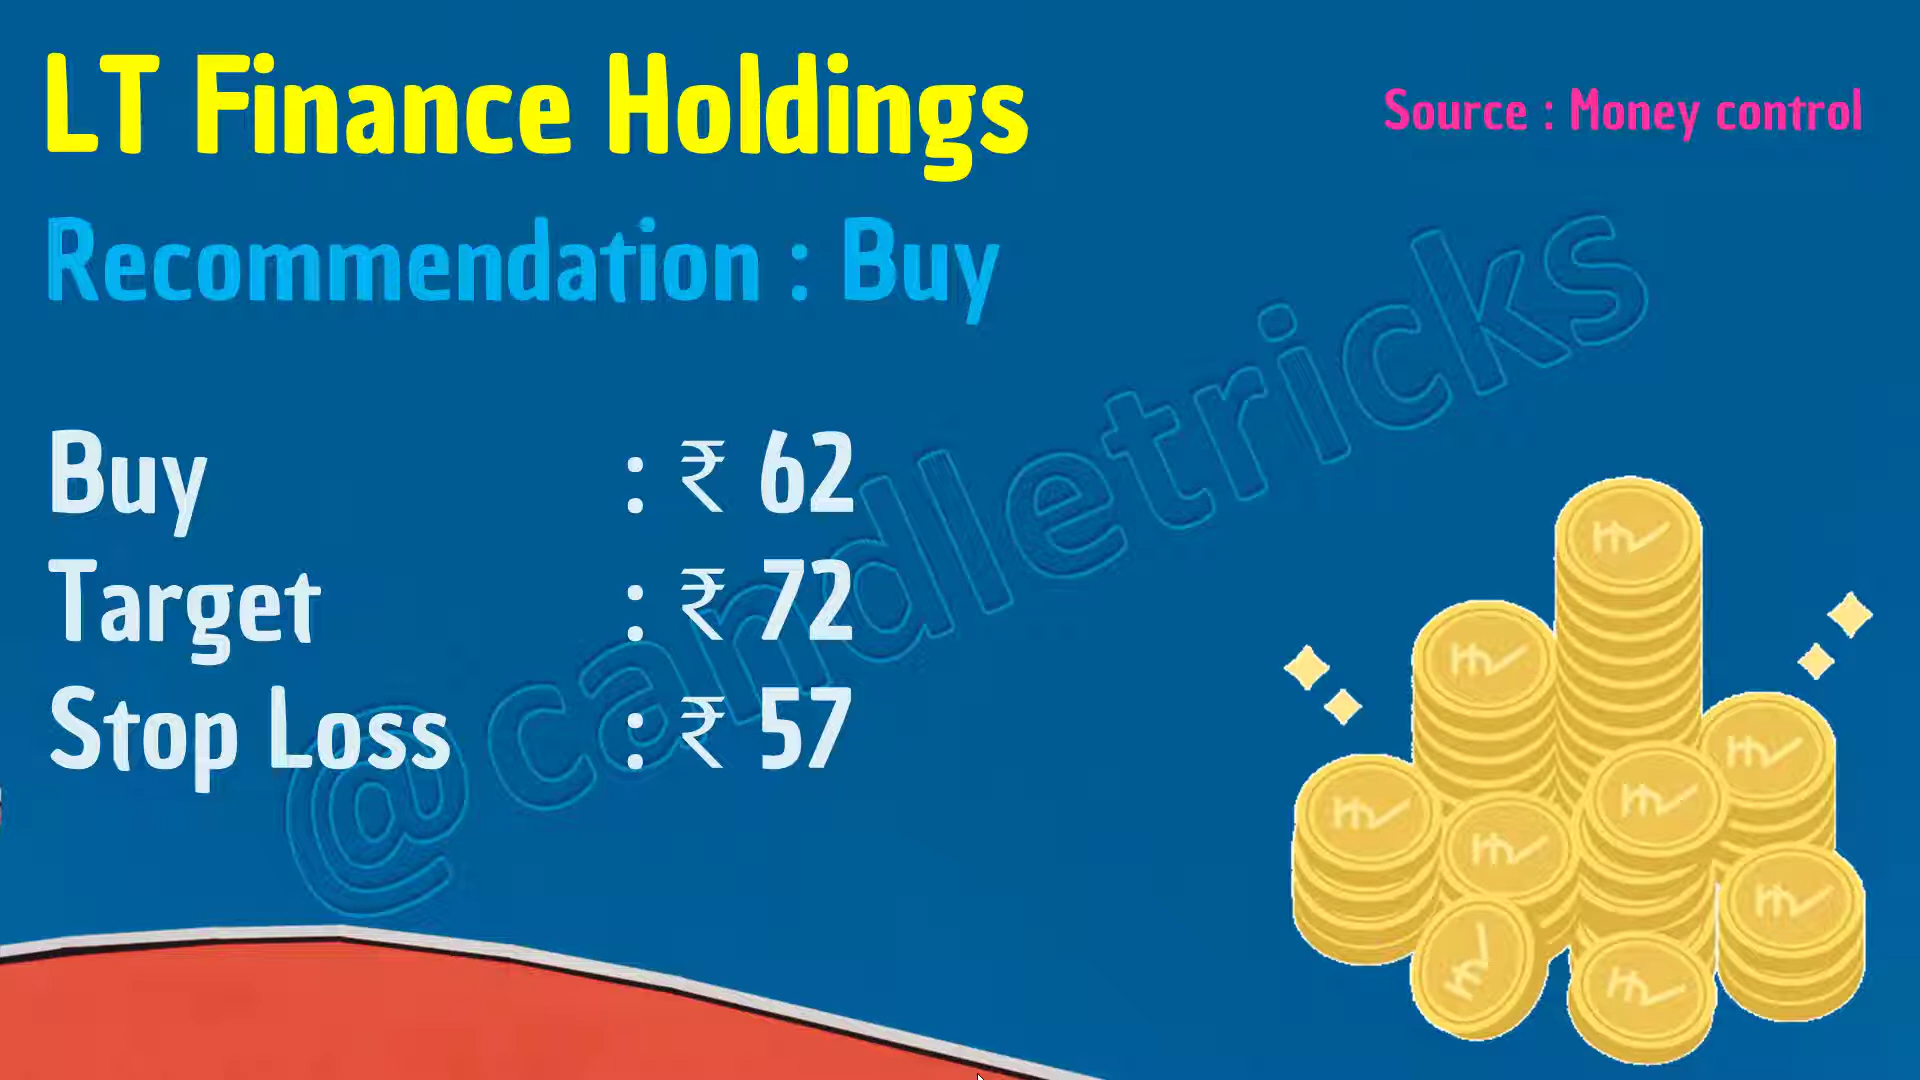 LT Finance Holdings
Source : Money control
Recommendation : Buy
Buy : ₹ 62
Target : ₹ 72
Stop Loss : ₹ 57
@candletricks